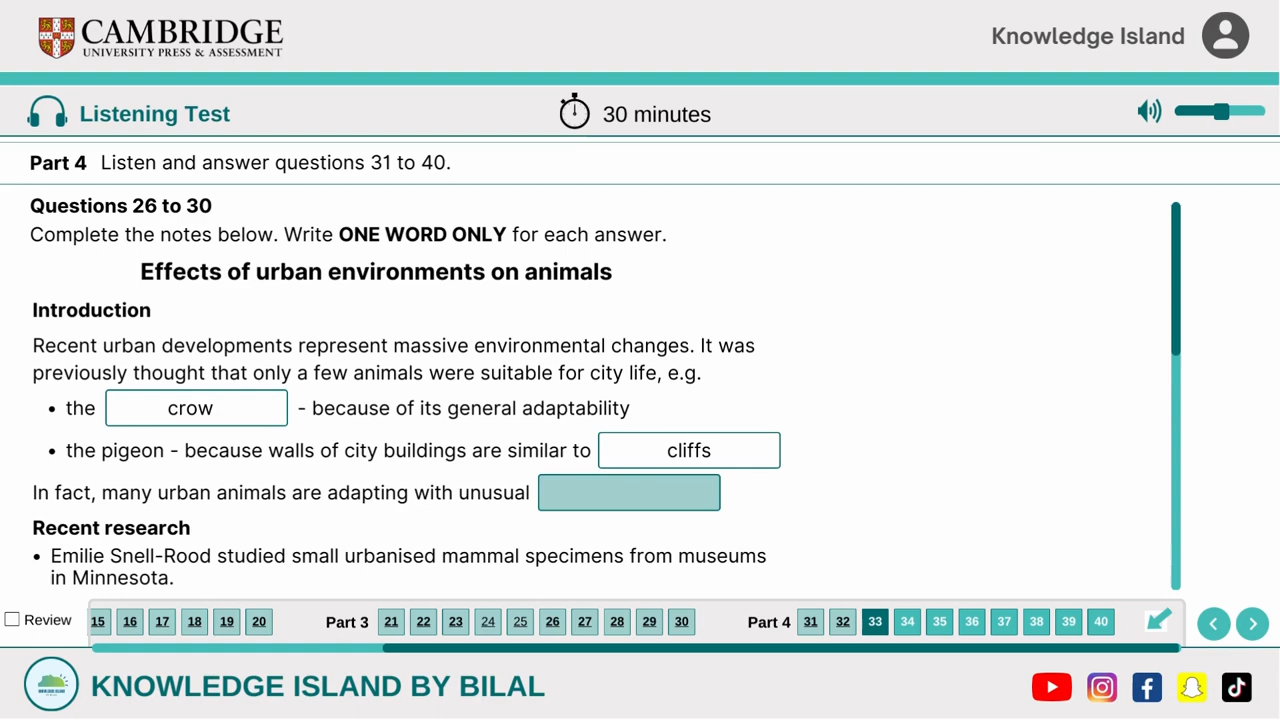 CAMBRIDGE
UNIVERSITY PRESS & ASSESSMENT
Knowledge Island
Listening Test
30 minutes
Part 4 Listen and answer questions 31 to 40.
Questions 26 to 30
Complete the notes below. Write ONE WORD ONLY for each answer.
Effects of urban environments on animals
Introduction
Recent urban developments represent massive environmental changes. It was
previously thought that only a few animals were suitable for city life, e.g.
• the crow - because of its general adaptability
• the pigeon - because walls of city buildings are similar to cliffs
In fact, many urban animals are adapting with unusual
Recent research
• Emilie Snell-Rood studied small urbanised mammal specimens from museums
in Minnesota.
Review 15 16 17 18 19 20 Part 3 21 22 23 24 25 26 27 28 29 30 Part 4 31 32 33 34 35 36 37 38 39 40
KNOWLEDGE ISLAND BY BILAL